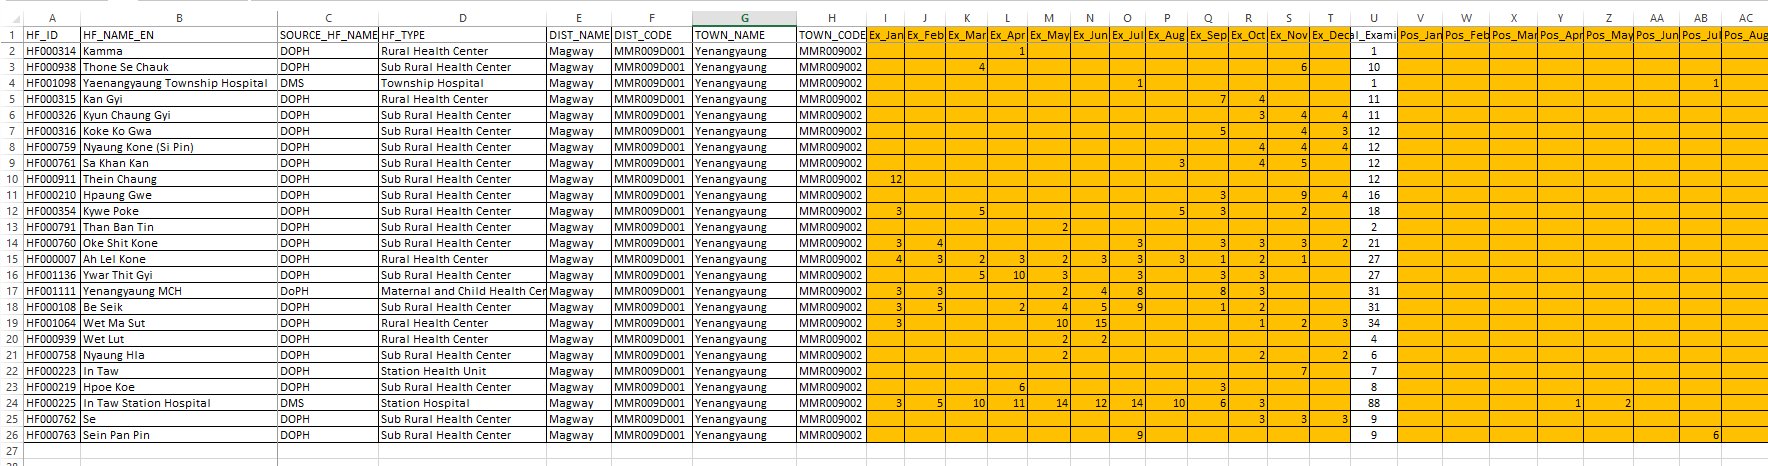 A B C D E F G H I J K L M N O P Q R S T U V W X Y Z AA AB AC
1 HF_ID HF_NAME_EN SOURCE_HF_NAME HF_TYPE DIST_NAME DIST_CODE TOWN_NAME TOWN_CODE Ex_Jan Ex_Feb Ex_Mar Ex_Apr Ex_May Ex_Jun Ex_Jul Ex_Aug Ex_Sep Ex_Oct Ex_Nov Ex_Dec al_Exami Pos_Jan Pos_Feb Pos_Mar Pos_Apr Pos_May Pos_Jun Pos_Jul Pos_Aug
2 HF000314 Kamma DOPH Rural Health Center Magway MMR009D001 Yenangyaung MMR009002 1 1
3 HF000938 Thone Se Chauk DOPH Sub Rural Health Center Magway MMR009D001 Yenangyaung MMR009002 4 6 10
4 HF001098 Yaenangyaung Township Hospital DMS Township Hospital Magway MMR009D001 Yenangyaung MMR009002 1 1 1
5 HF000315 Kan Gyi DOPH Rural Health Center Magway MMR009D001 Yenangyaung MMR009002 7 4 11
6 HF000326 Kyun Chaung Gyi DOPH Sub Rural Health Center Magway MMR009D001 Yenangyaung MMR009002 3 4 4 11
7 HF000316 Koke Ko Gwa DOPH Sub Rural Health Center Magway MMR009D001 Yenangyaung MMR009002 5 4 3 12
8 HF000759 Nyaung Kone (Si Pin) DOPH Sub Rural Health Center Magway MMR009D001 Yenangyaung MMR009002 4 4 4 12
9 HF000761 Sa Khan Kan DOPH Sub Rural Health Center Magway MMR009D001 Yenangyaung MMR009002 3 4 5 12
10 HF000911 Thein Chaung DOPH Sub Rural Health Center Magway MMR009D001 Yenangyaung MMR009002 12 12
11 HF000210 Hpaung Gwe DOPH Sub Rural Health Center Magway MMR009D001 Yenangyaung MMR009002 3 9 4 16
12 HF000354 Kywe Poke DOPH Sub Rural Health Center Magway MMR009D001 Yenangyaung MMR009002 3 5 5 3 2 18
13 HF000791 Than Ban Tin DOPH Sub Rural Health Center Magway MMR009D001 Yenangyaung MMR009002 2 2
14 HF000760 Oke Shit Kone DOPH Sub Rural Health Center Magway MMR009D001 Yenangyaung MMR009002 3 4 3 3 3 3 2 21
15 HF000007 Ah Lel Kone DOPH Rural Health Center Magway MMR009D001 Yenangyaung MMR009002 4 3 2 3 2 3 3 3 1 2 1 27
16 HF001136 Ywar Thit Gyi DOPH Sub Rural Health Center Magway MMR009D001 Yenangyaung MMR009002 5 10 3 3 3 3 27
17 HF001111 Yenangyaung MCH DoPH Maternal and Child Health Cen Magway MMR009D001 Yenangyaung MMR009002 3 3 2 4 8 8 3 31
18 HF000108 Be Seik DOPH Sub Rural Health Center Magway MMR009D001 Yenangyaung MMR009002 3 5 2 4 5 9 1 2 31
19 HF001064 Wet Ma Sut DOPH Rural Health Center Magway MMR009D001 Yenangyaung MMR009002 3 10 15 1 2 3 34
20 HF000939 Wet Lut DOPH Rural Health Center Magway MMR009D001 Yenangyaung MMR009002 2 2 4
21 HF000758 Nyaung Hla DOPH Sub Rural Health Center Magway MMR009D001 Yenangyaung MMR009002 2 2 2 6
22 HF000223 In Taw DOPH Station Health Unit Magway MMR009D001 Yenangyaung MMR009002 7 7
23 HF000219 Hpoe Koe DOPH Sub Rural Health Center Magway MMR009D001 Yenangyaung MMR009002 6 3 8
24 HF000225 In Taw Station Hospital DMS Station Hospital Magway MMR009D001 Yenangyaung MMR009002 3 5 10 11 14 12 14 10 6 3 88 1 2
25 HF000762 Se DOPH Sub Rural Health Center Magway MMR009D001 Yenangyaung MMR009002 3 3 3 9
26 HF000763 Sein Pan Pin DOPH Sub Rural Health Center Magway MMR009D001 Yenangyaung MMR009002 9 9 6
27